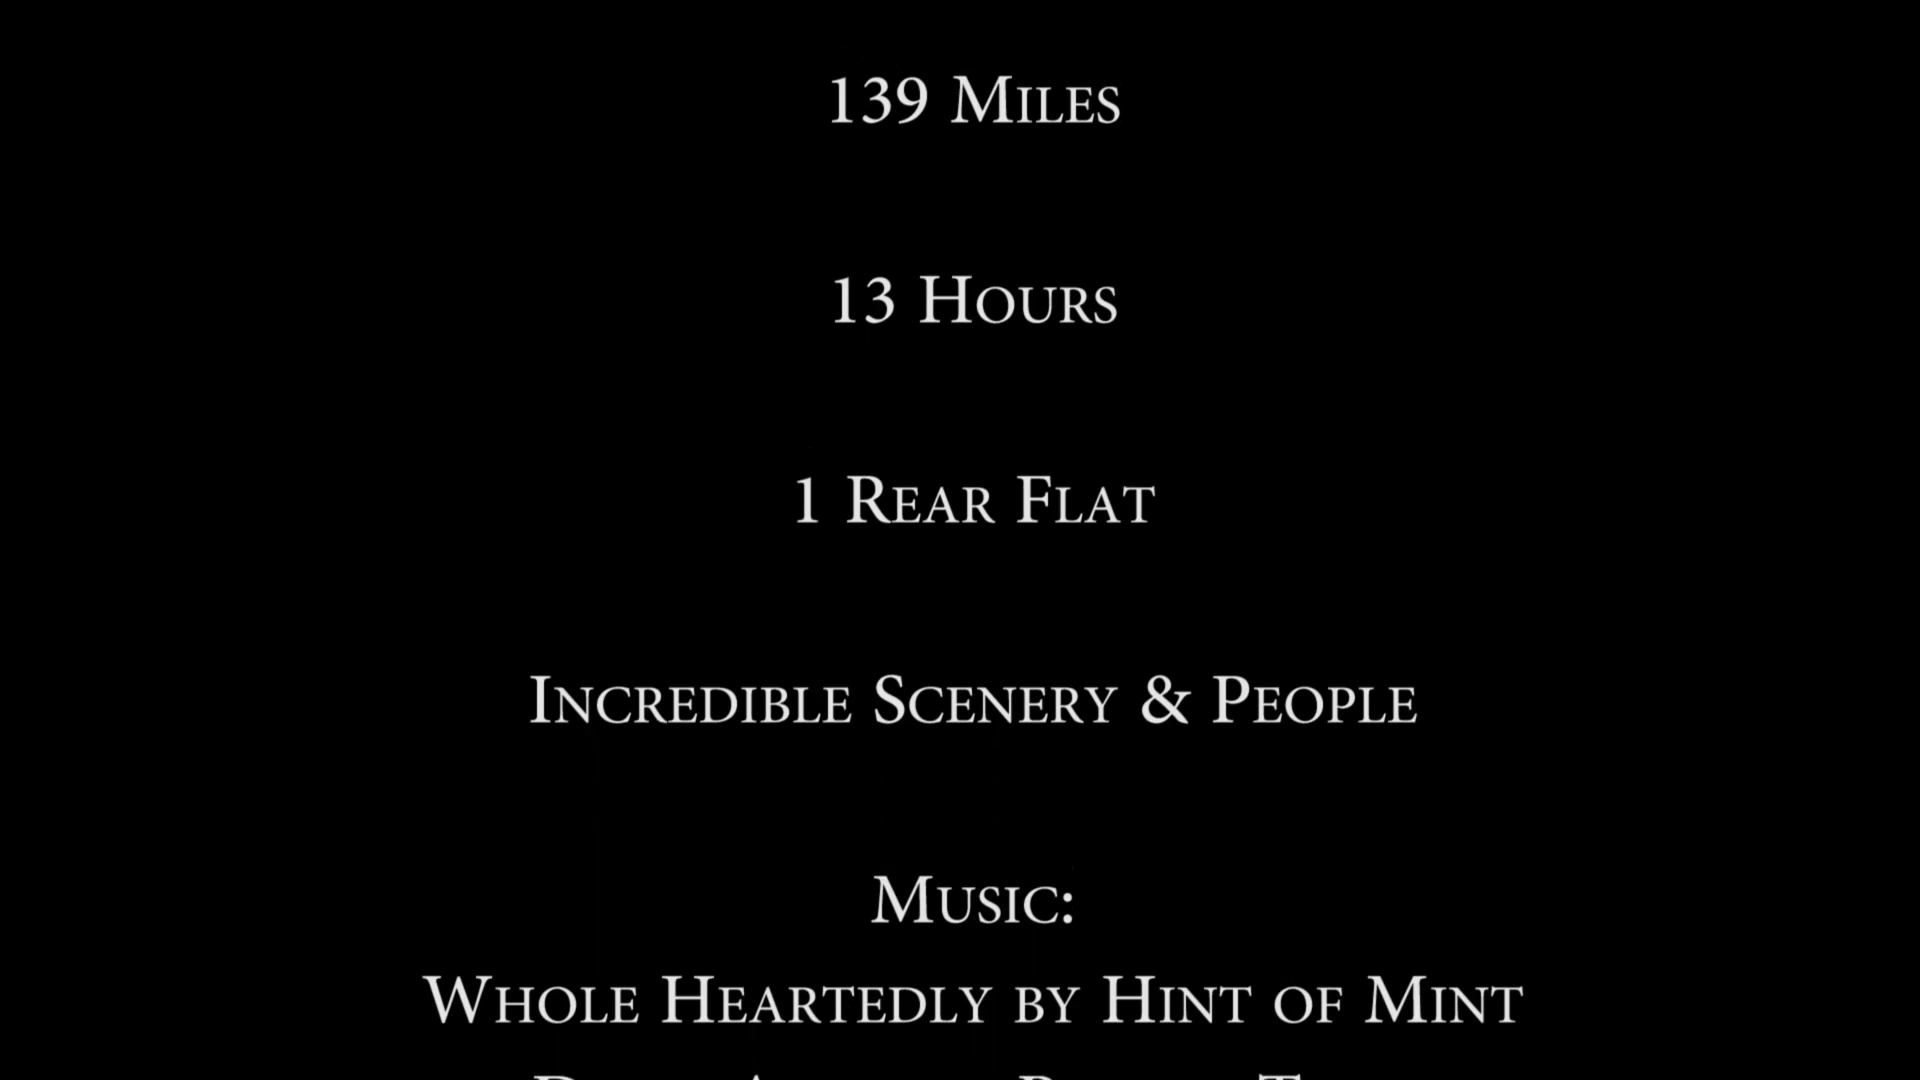 139 Miles
13 Hours
1 Rear Flat
Incredible Scenery & People
Music:
Whole Heartedly by Hint of Mint